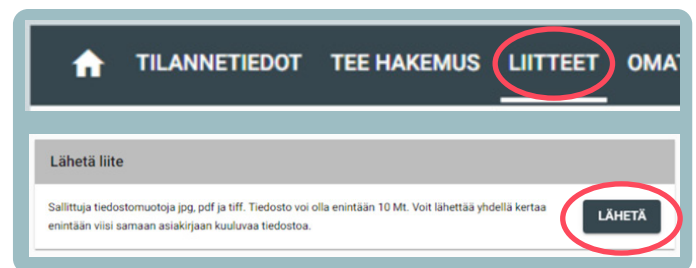 TILANNETIEDOT TEE HAKEMUS LIITTEET OMAT
Lähetä liite
Sallittuja tiedostomuotoja jpg, pdf ja tiff. Tiedosto voi olla enintään 10 Mt. Voit lähettää yhdellä kertaa
enintään viisi samaan asiakirjaan kuuluvaa tiedostoa.
LÄHETÄ